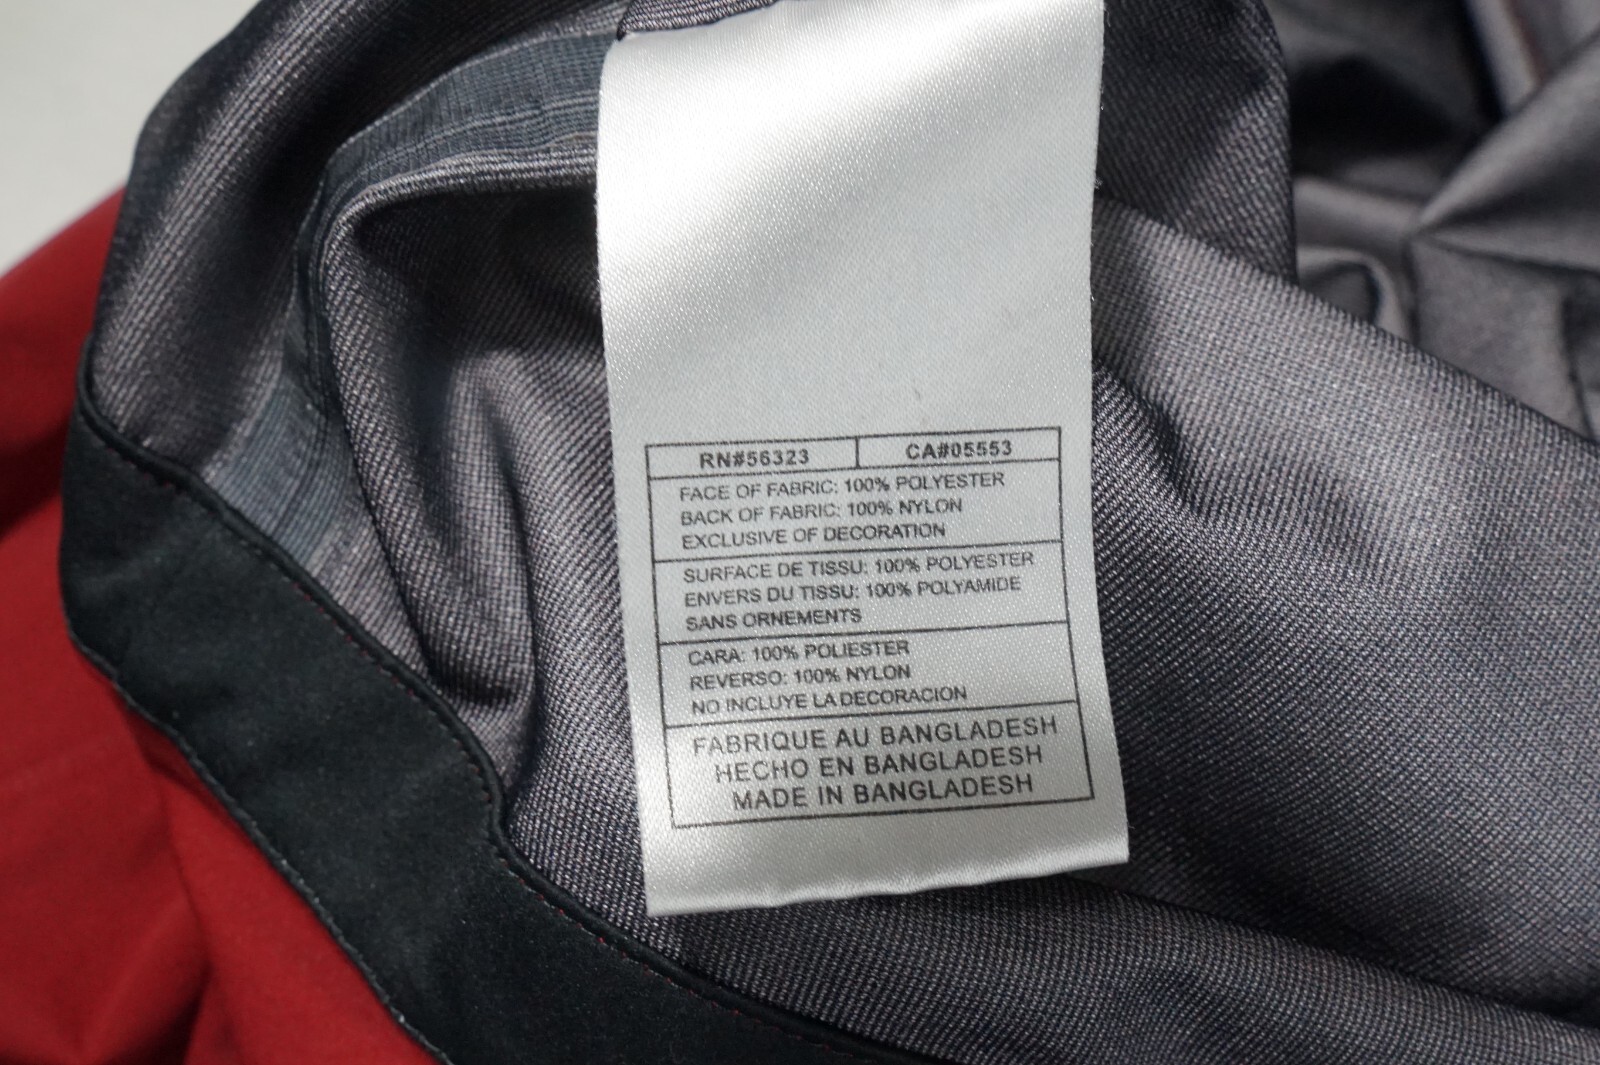 RN#56323 CA#05553
FACE OF FABRIC: 100% POLYESTER
BACK OF FABRIC: 100% NYLON
EXCLUSIVE OF DECORATION
SURFACE DE TISSU: 100% POLYESTER
ENVERS DU TISSU: 100% POLYAMIDE
SANS ORNEMENTS
CARA: 100% POLIESTER
REVERSO: 100% NYLON
NO INCLUYE LA DECORACION
FABRIQUE AU BANGLADESH
HECHO EN BANGLADESH
MADE IN BANGLADESH